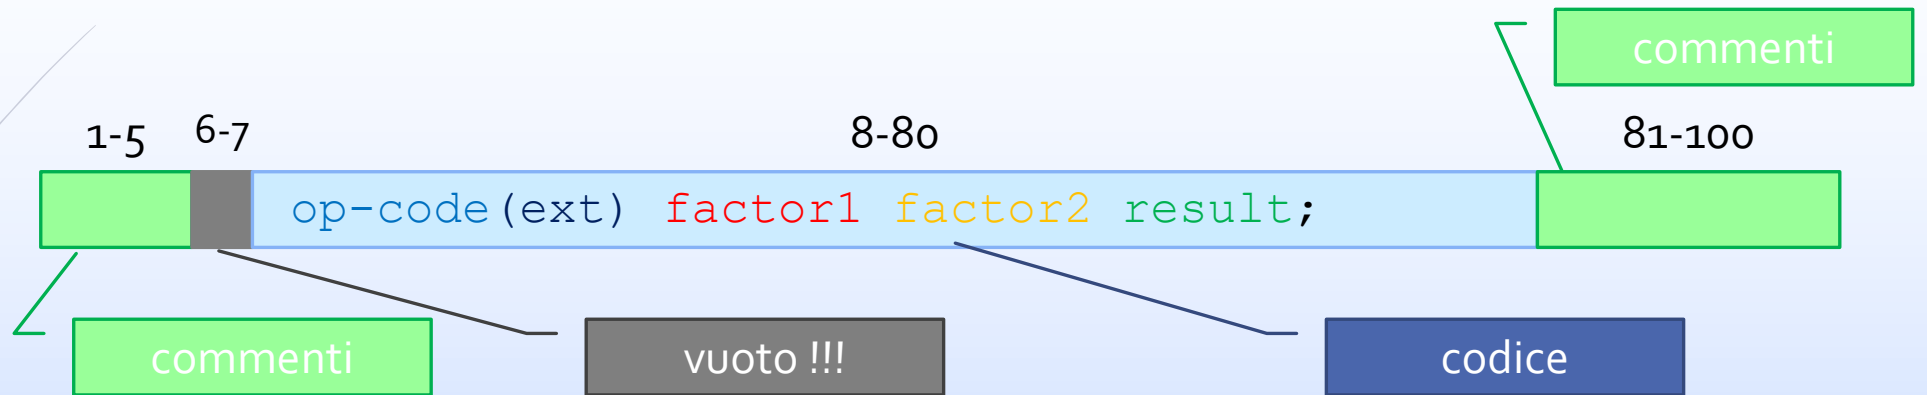 commenti
1-5 6-7 8-80 81-100
op-code(ext) factor1 factor2 result;
commenti vuoto !!! codice